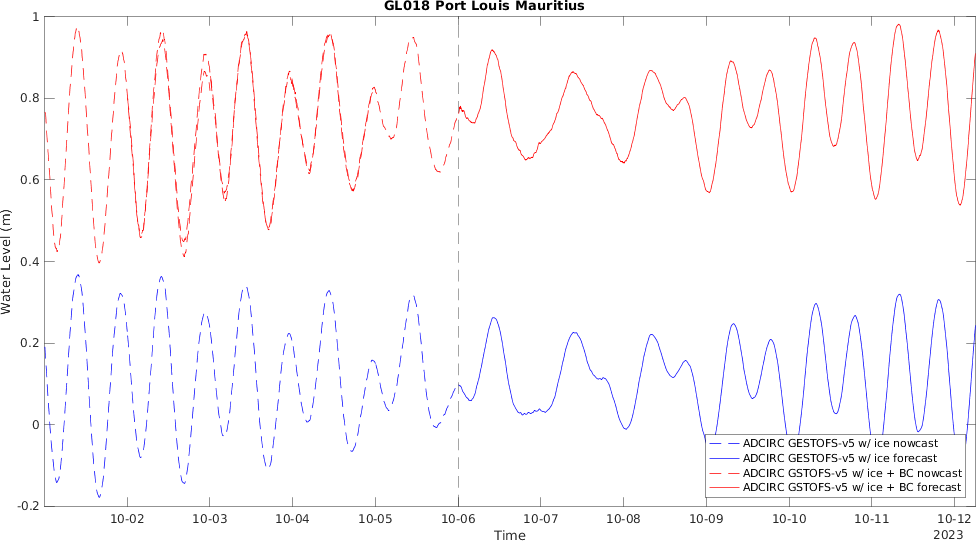 GL018 Port Louis Mauritius
1
0.8
0.6
0.4
0.2
0
-0.2
Water Level (m)
ADCIRC GESTOFS-v5 w/ ice nowcast
ADCIRC GESTOFS-v5 w/ ice forecast
ADCIRC GSTOFS-v5 w/ ice + BC nowcast
ADCIRC GSTOFS-v5 w/ ice + BC forecast
10-02 10-03 10-04 10-05 10-06 10-07 10-08 10-09 10-10 10-11 10-12
Time 2023